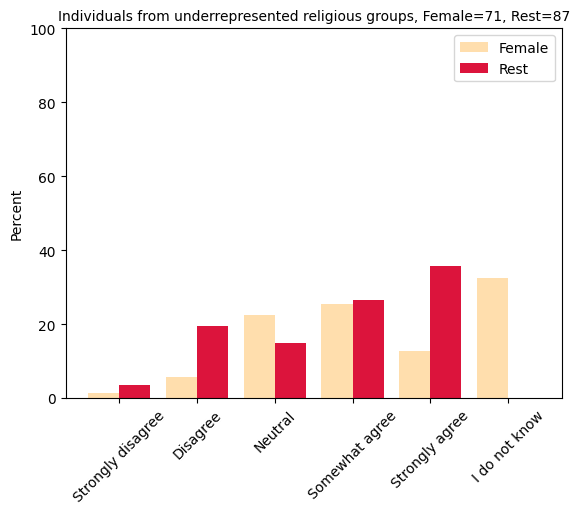 Individuals from underrepresented religious groups, Female=71, Rest=87
100
80
60
40
20
0
Percent
Female
Rest
Strongly disagree
Disagree
Neutral
Somewhat agree
Strongly agree
I do not know